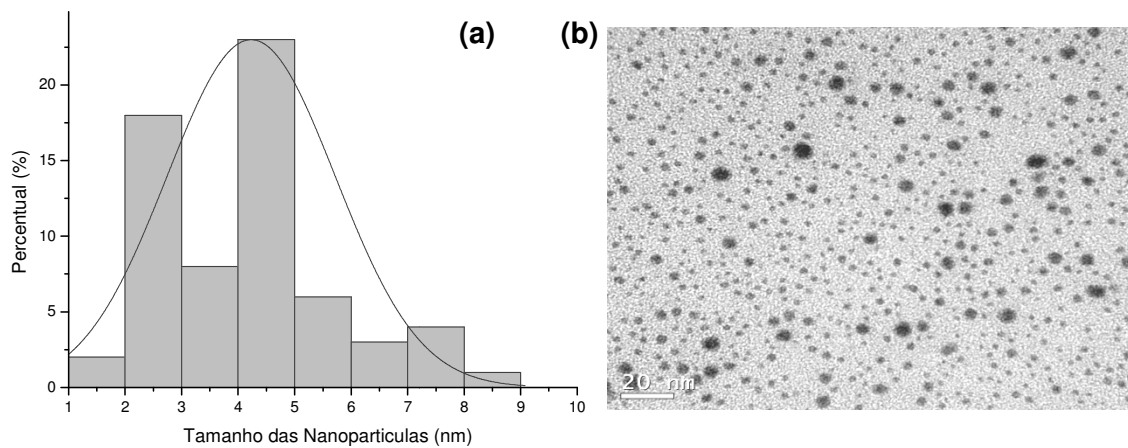 (a)
Percentual (%)
20
15
10
5
0
1 2 3 4 5 6 7 8 9 10
Tamanho das Nanoparticulas (nm)
(b)
20 nm